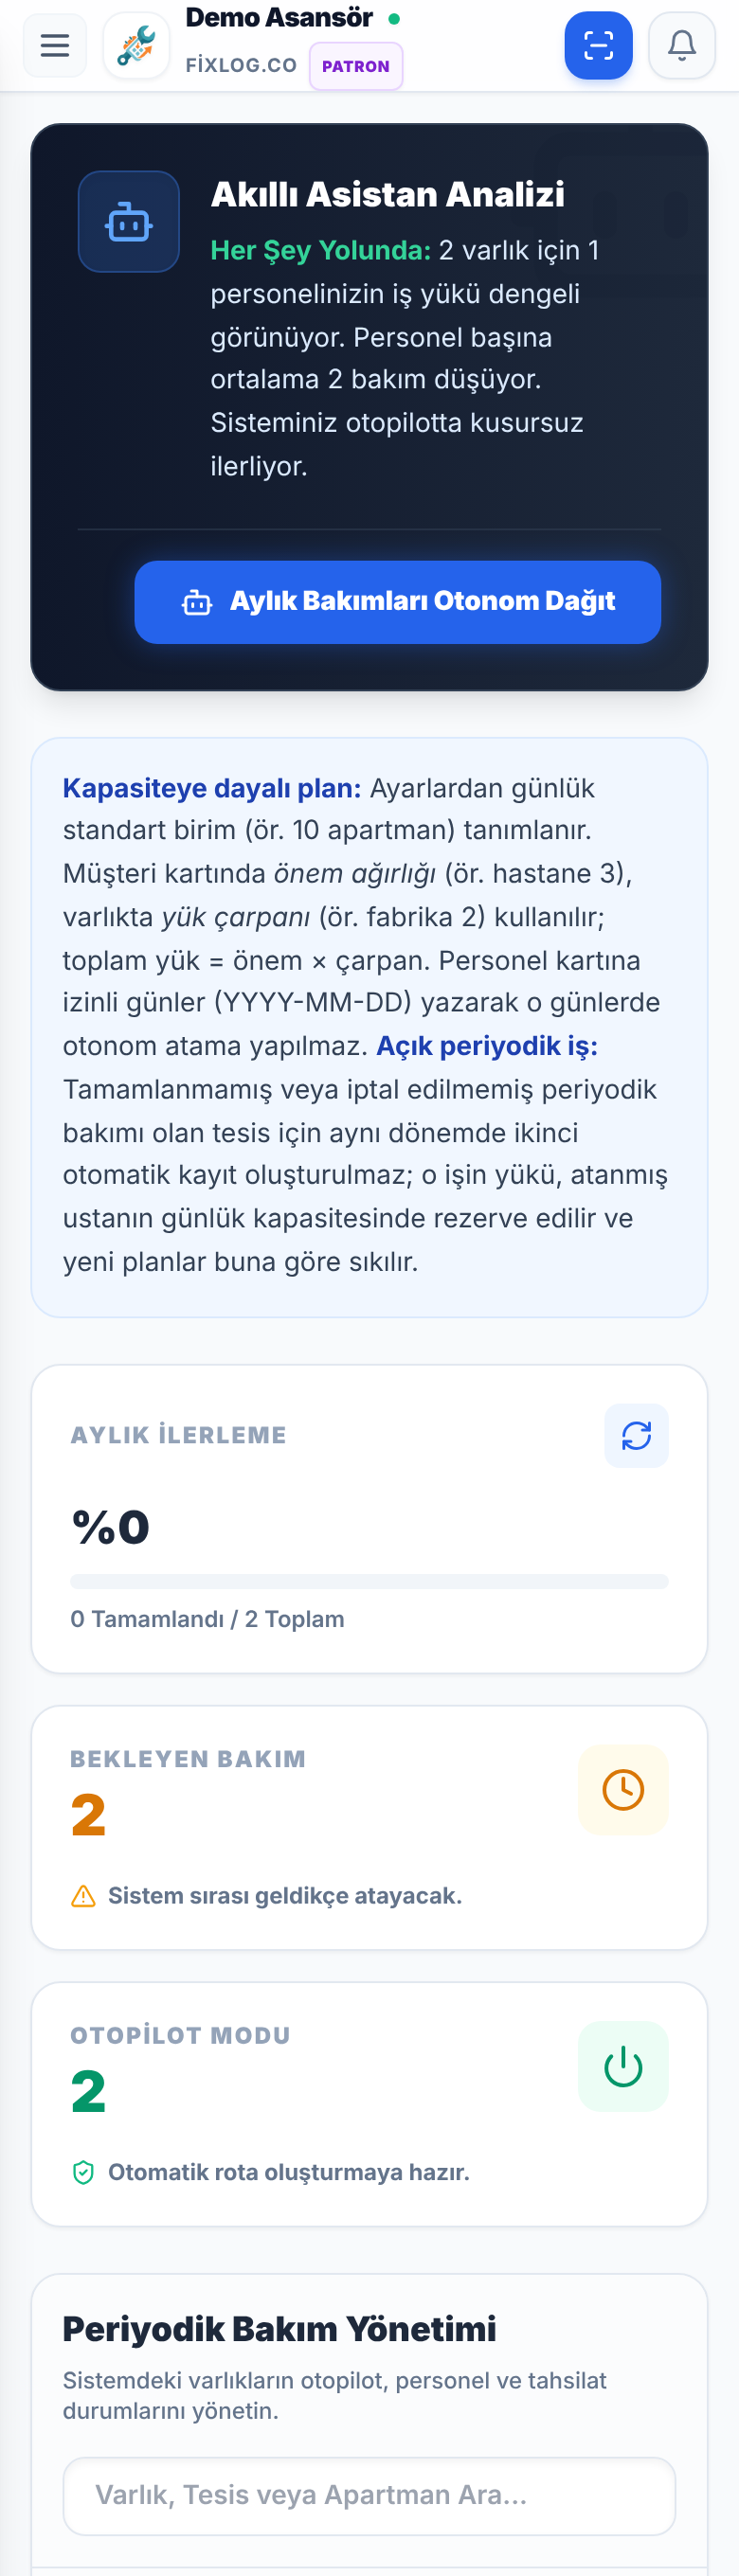 Demo Asansör
FİXLOG.CO PATRON
Akıllı Asistan Analizi
Her Şey Yolunda: 2 varlık için 1
personelinizin iş yükü dengeli
görünüyor. Personel başına
ortalama 2 bakım düşüyor.
Sisteminiz otopilotta kusursuz
ilerliyor.
Aylık Bakımları Otonom Dağıt
Kapasiteye dayalı plan: Ayarlardan günlük
standart birim (ör. 10 apartman) tanımlanır.
Müşteri kartında önem ağırlığı (ör. hastane 3),
varlıkta yük çarpanı (ör. fabrika 2) kullanılır;
toplam yük = önem × çarpan. Personel kartına
izinli günler (YYYY-MM-DD) yazarak o günlerde
otonom atama yapılmaz. Açık periyodik iş:
Tamamlanmamış veya iptal edilmemiş periyodik
bakımı olan tesis için aynı dönemde ikinci
otomatik kayıt oluşturulmaz; o işin yükü, atanmış
ustanın günlük kapasitesinde rezerve edilir ve
yeni planlar buna göre sıkılır.
AYLIK İLERLEME
%0
0 Tamamlandı / 2 Toplam
BEKLEYEN BAKIM
2
Sistem sırası geldikçe atayacak.
OTOPİLOT MODU
2
Otomatik rota oluşturmaya hazır.
Periyodik Bakım Yönetimi
Sistemdeki varlıkların otopilot, personel ve tahsilat
durumlarını yönetin.
Varlık, Tesis veya Apartman Ara...